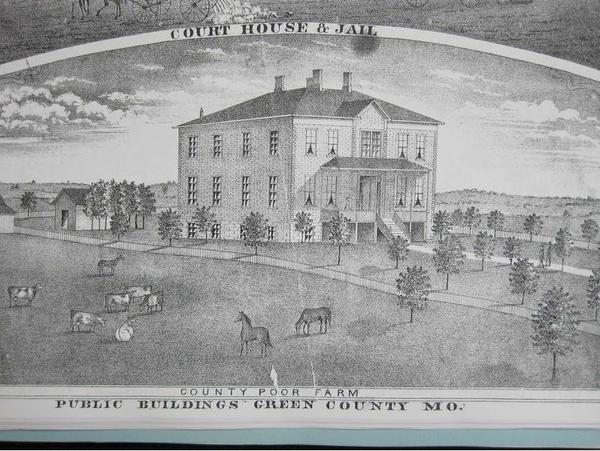 COURT HOUSE & JAIL
COUNTY POOR FARM
PUBLIC BUILDINGS GREEN COUNTY MO.